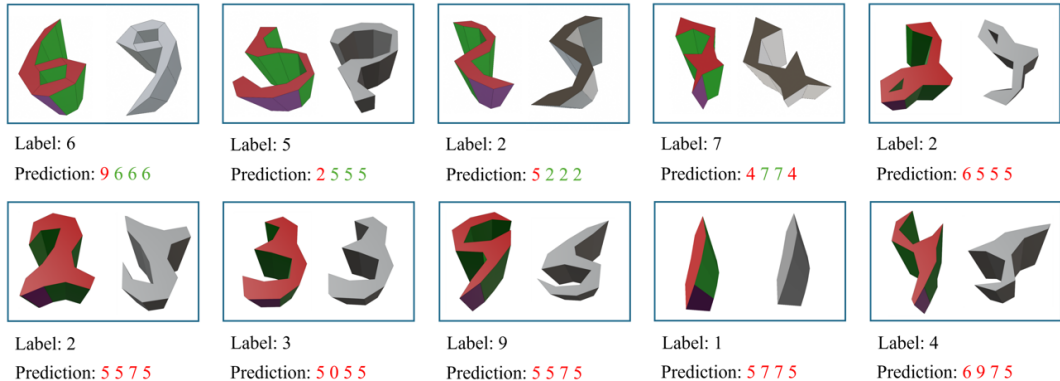 Label: 6
Prediction: 9 6 6 6
Label: 5
Prediction: 2 5 5 5
Label: 2
Prediction: 5 2 2 2
Label: 7
Prediction: 4 7 7 4
Label: 2
Prediction: 6 5 5 5
Label: 2
Prediction: 5 5 7 5
Label: 3
Prediction: 5 0 5 5
Label: 9
Prediction: 5 5 7 5
Label: 1
Prediction: 5 7 7 5
Label: 4
Prediction: 6 9 7 5